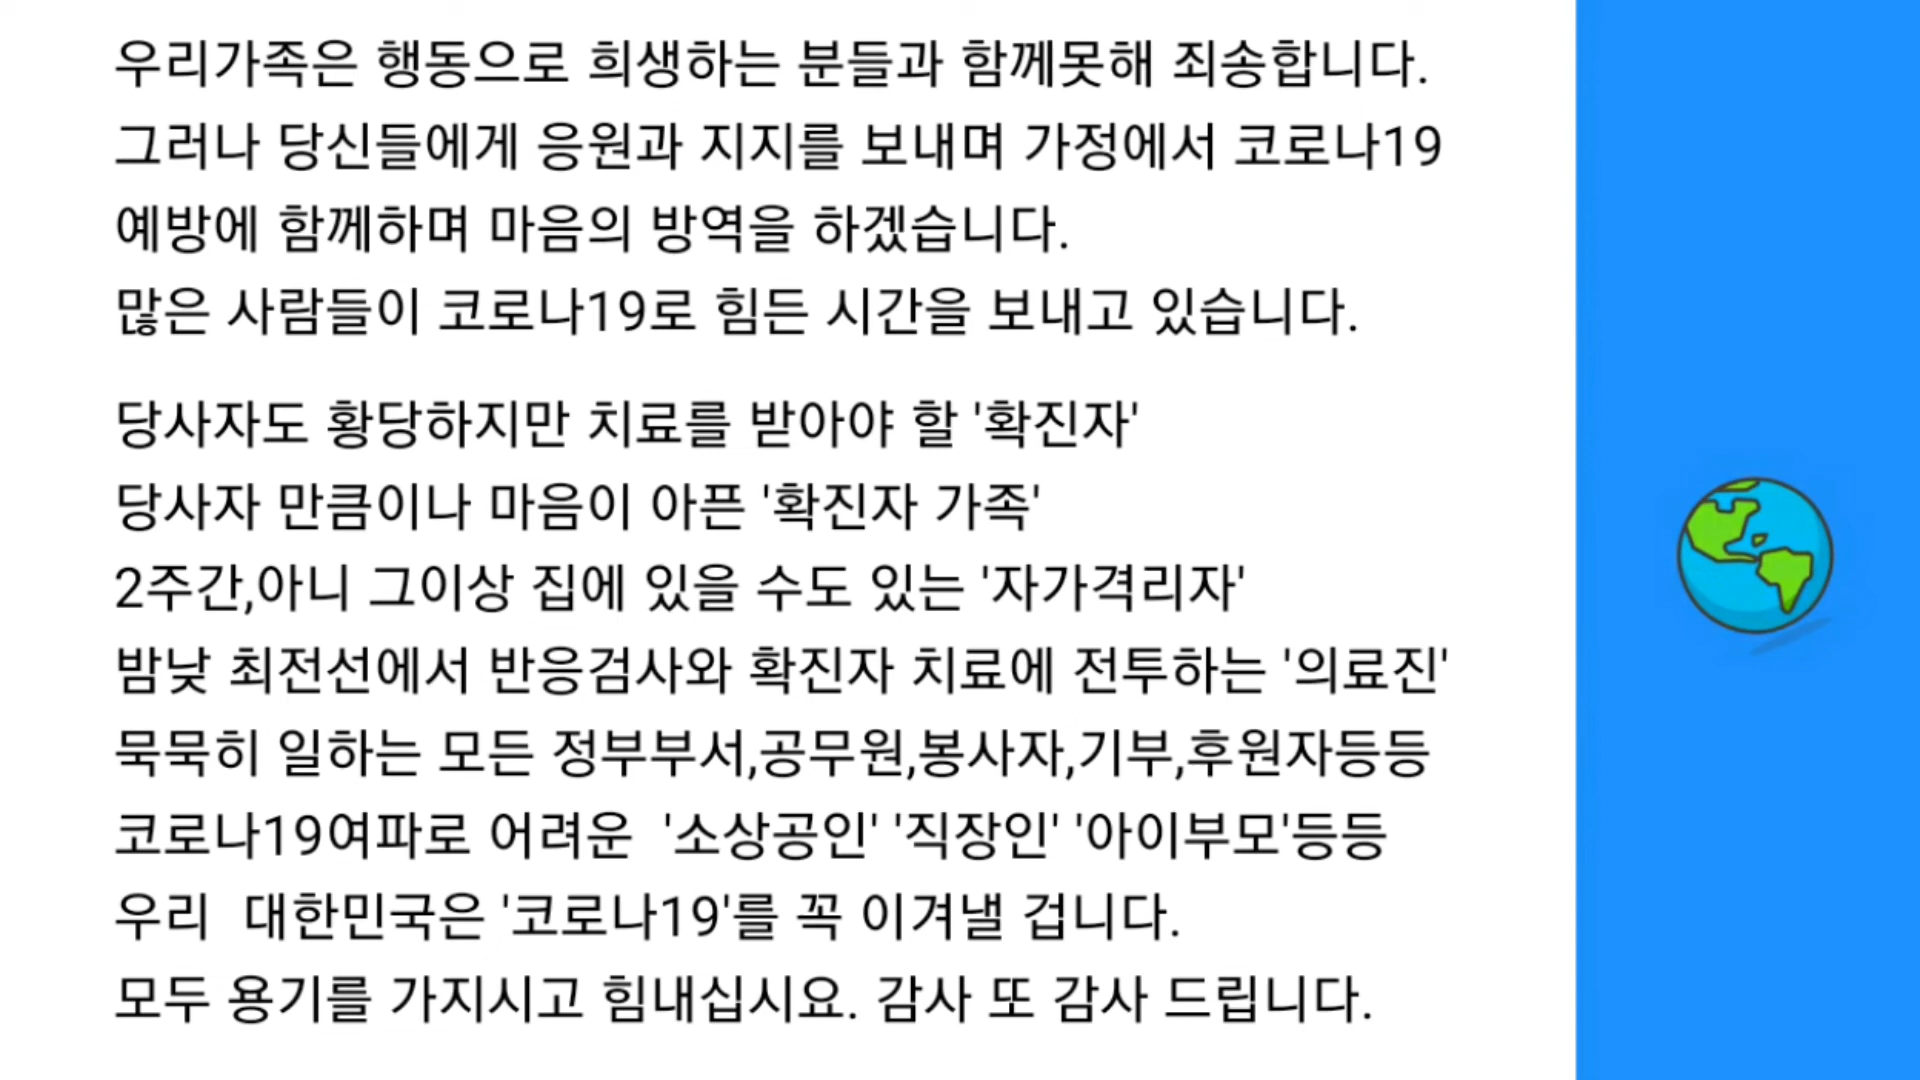 우리가족은 행동으로 희생하는 분들과 함께못해 죄송합니다.
그러나 당신들에게 응원과 지지를 보내며 가정에서 코로나19
예방에 함께하며 마음의 방역을 하겠습니다.
많은 사람들이 코로나19로 힘든 시간을 보내고 있습니다.
당사자도 황당하지만 치료를 받아야 할 '확진자'
당사자 만큼이나 마음이 아픈 '확진자 가족'
2주간,아니 그이상 집에 있을 수도 있는 '자가격리자'
밤낮 최전선에서 반응검사와 확진자 치료에 전투하는 '의료진'
묵묵히 일하는 모든 정부부서,공무원,봉사자,기부,후원자등등
코로나19여파로 어려운  '소상공인' '직장인' '아이부모'등등
우리  대한민국은 '코로나19'를 꼭 이겨낼 겁니다.
모두 용기를 가지시고 힘내십시요. 감사 또 감사 드립니다.